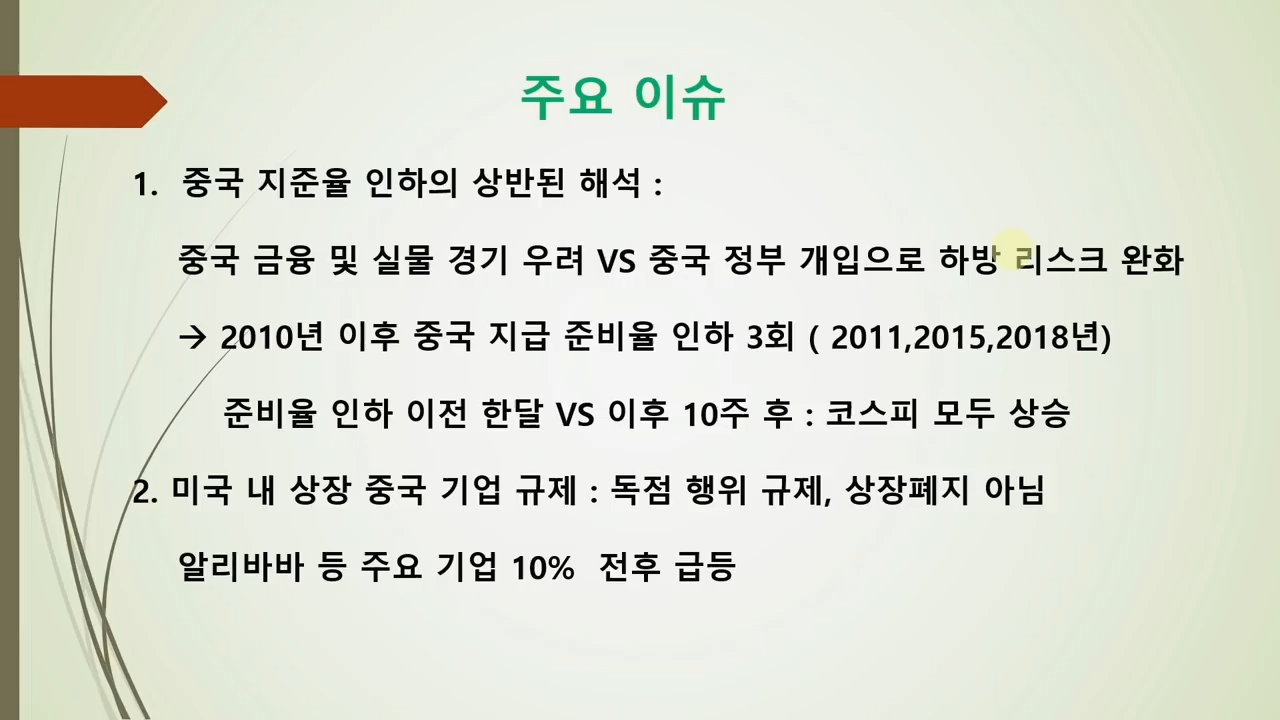 주요 이슈
1. 중국 지준율 인하의 상반된 해석 :
중국 금융 및 실물 경기 우려 VS 중국 정부 개입으로 하방 리스크 완화
→ 2010년 이후 중국 지급 준비율 인하 3회 ( 2011,2015,2018년)
준비율 인하 이전 한달 VS 이후 10주 후 : 코스피 모두 상승
2. 미국 내 상장 중국 기업 규제 : 독점 행위 규제, 상장폐지 아님
알리바바 등 주요 기업 10% 전후 급등